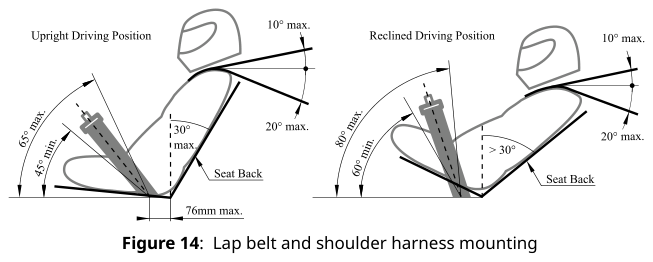 Upright Driving Position
10° max.
20° max.
65° max.
45° min.
30°
max.
Seat Back
76mm max.
Reclined Driving Position
10° max.
20° max.
80° max.
60° min.
> 30°
Seat Back
Figure 14: Lap belt and shoulder harness mounting